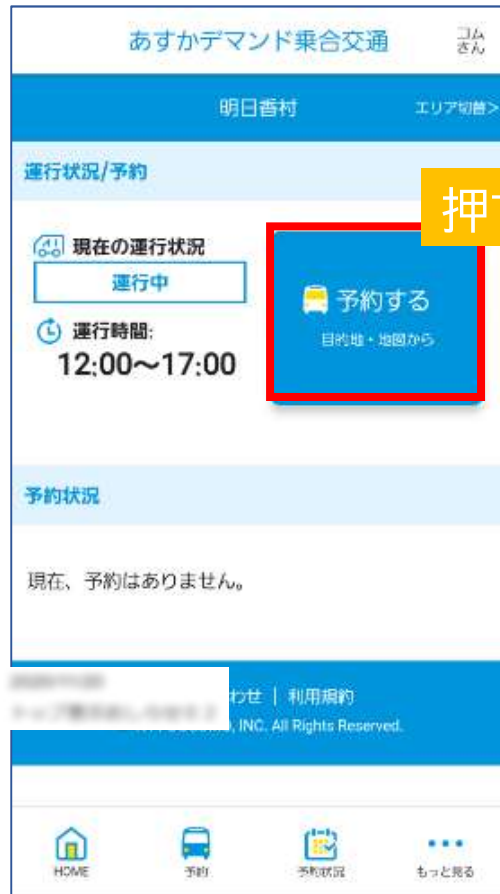 あすかデマンド乗合交通
コム
さん
明日香村
エリア切替>
運行状況/予約
押
現在の運行状況
運行中
予約する
目的地・地図から
運行時間:
12:00～17:00
予約状況
現在、予約はありません。
わせ | 利用規約
, INC. All Rights Reserved.
HOME
予約
予約状況
もっと見る